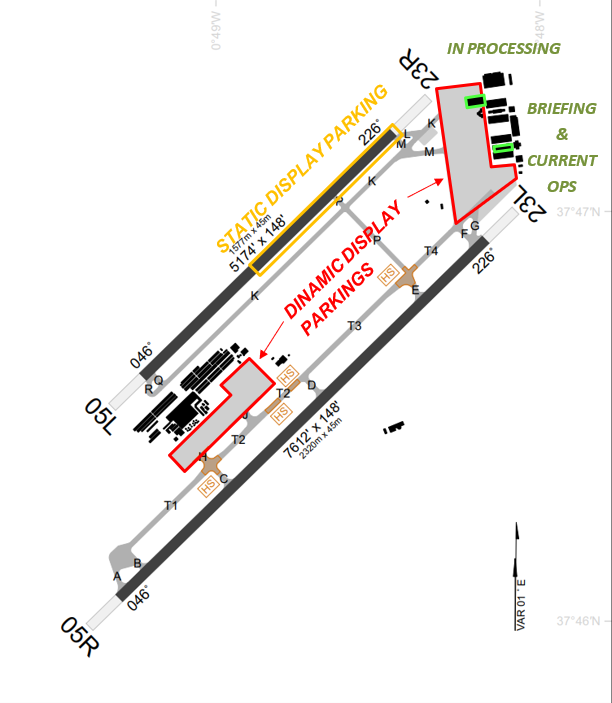 0°49'W
0°48'W
IN PROCESSING
23R
BRIEFING
&
CURRENT
OPS
STATIC DISPLAY PARKING
226°
L
K
M
M
1577m x 45m
5174' X 148'
K
P
P
DINAMIC DISPLAY
PARKINGS
37°47'N
23L
G
F
T4
226°
HS
E
K
T3
046°
R
Q
05L
HS
T2
D
HS
J
T2
7612' X 148'
2320m x 45m
H
HS
C
T1
B
A
046°
05R
VAR 01 ' E
37°46'N